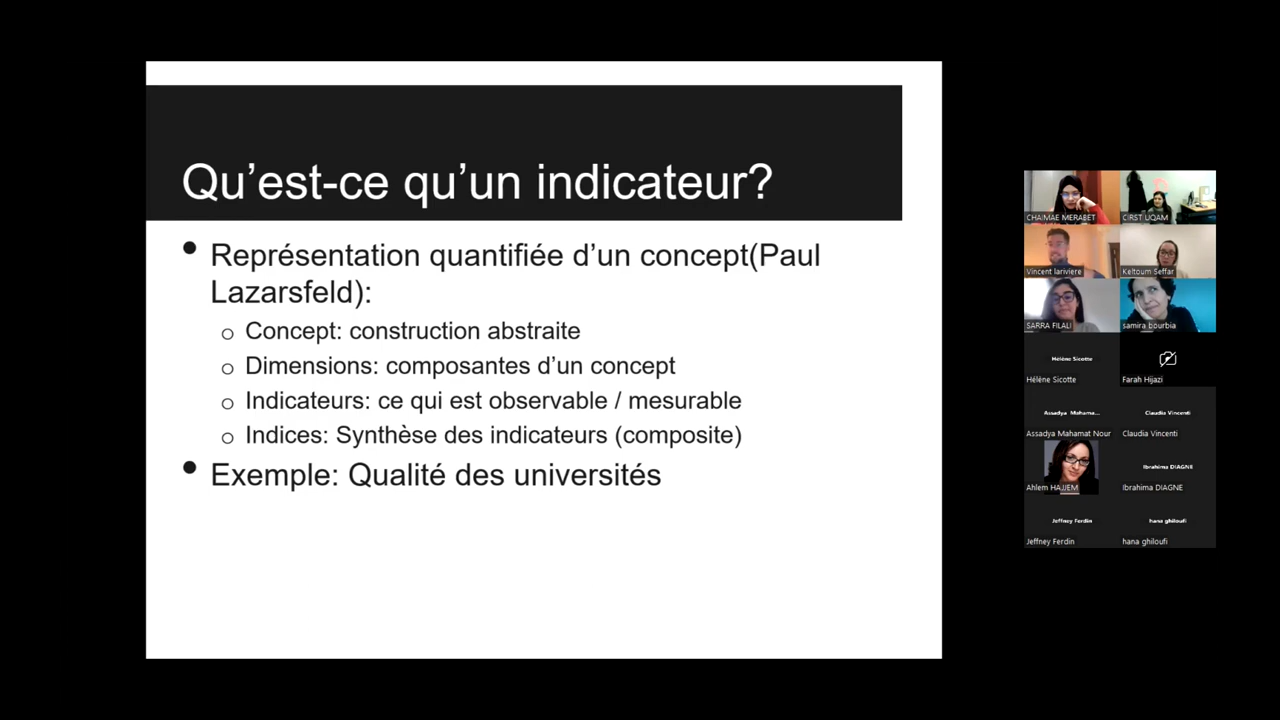 Qu’est-ce qu’un indicateur?
• Représentation quantifiée d’un concept(Paul
Lazarsfeld):
o Concept: construction abstraite
o Dimensions: composantes d’un concept
o Indicateurs: ce qui est observable / mesurable
o Indices: Synthèse des indicateurs (composite)
• Exemple: Qualité des universités
CHAIMAE MERABET
CIRST UQAM
Vincent lariviere
Keltoum Seffar
SARRA FILALI
samira bourbia
Hélène Sicotte
Hélène Sicotte
Farah Hijazi
Assadya Mahama...
Claudia Vincenti
Assadya Mahamat Nour
Claudia Vincenti
Ibrahima DIAGNE
Ahlem HAJJEM
Ibrahima DIAGNE
Jeffney Ferdin
hana ghiloufi
Jeffney Ferdin
hana ghiloufi